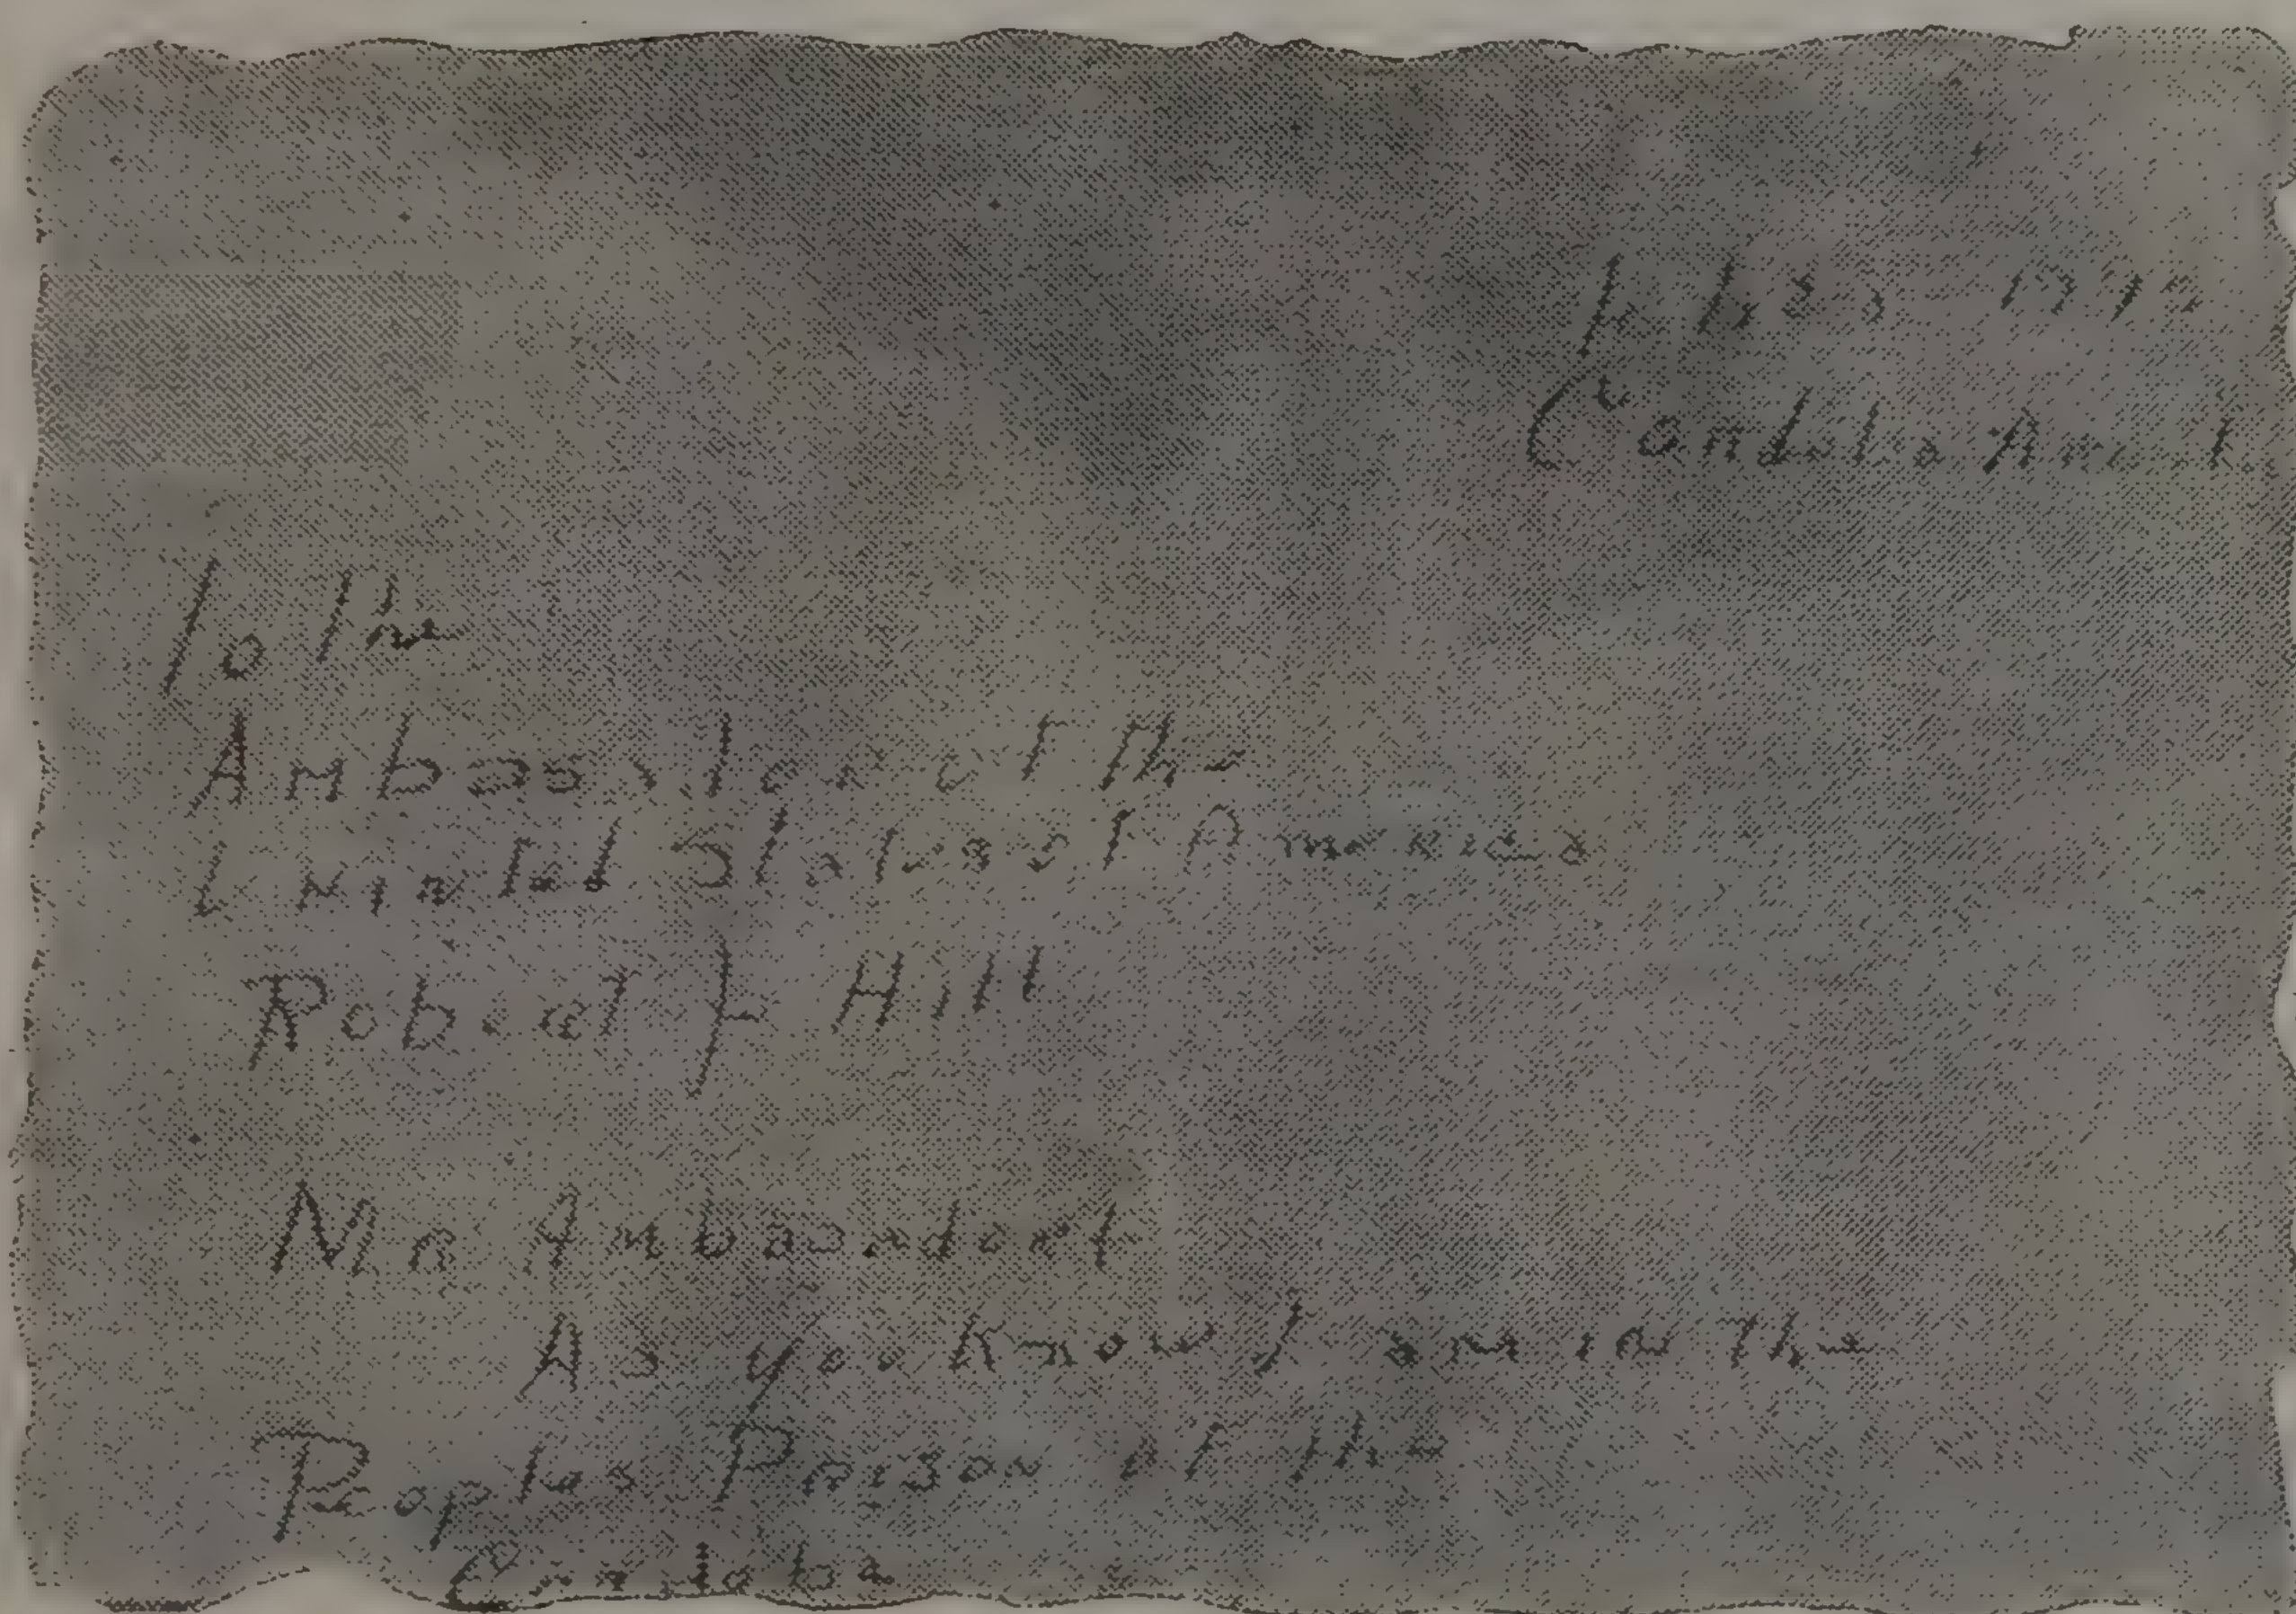 To the
Ambassador of the
United States of America
Robert Hill
Mr Ambassador
As you know I am in the
Peoples Prison of the
Cordoba